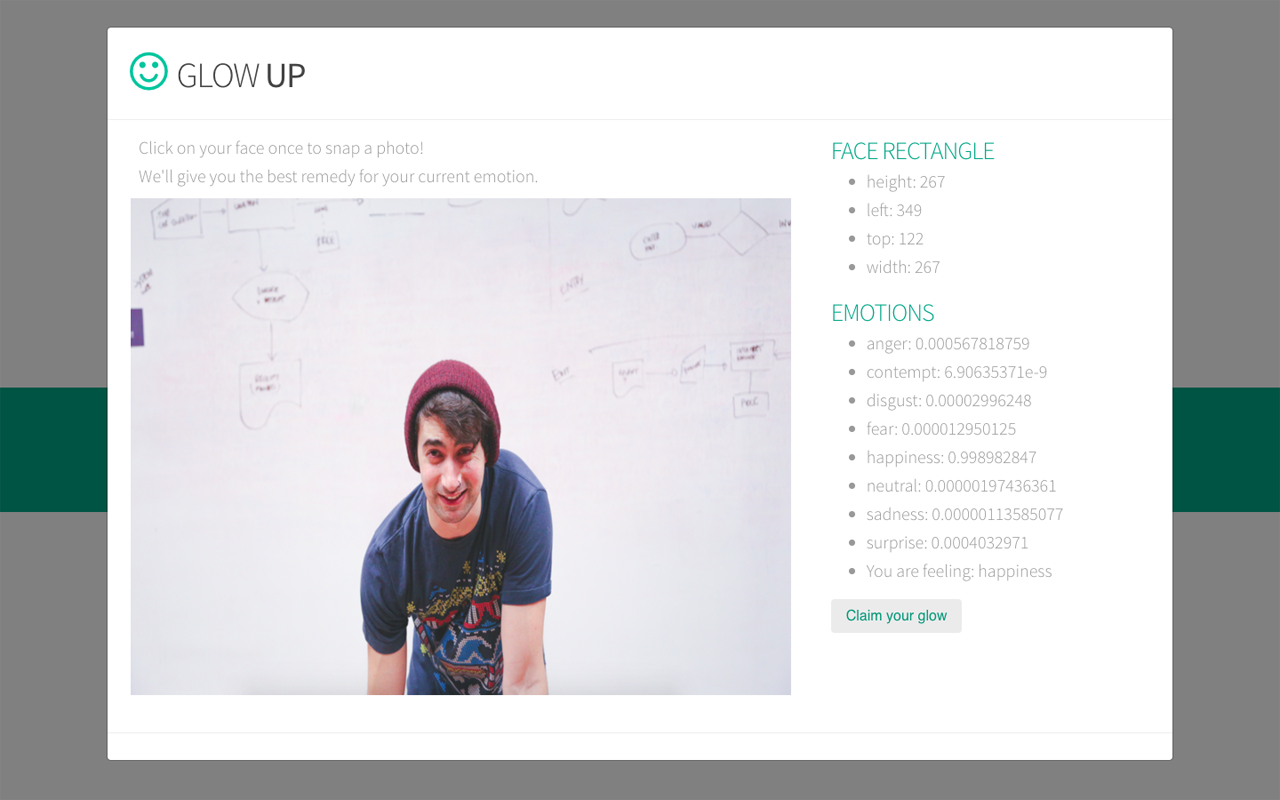 GLOW UP
Click on your face once to snap a photo!
We'll give you the best remedy for your current emotion.
ENTRY
EXIT
FACE RECTANGLE
height: 267
left: 349
top: 122
width: 267
EMOTIONS
anger: 0.000567818759
contempt: 6.90635371e-9
disgust: 0.00002996248
fear: 0.000012950125
happiness: 0.998982847
neutral: 0.00000197436361
sadness: 0.00000113585077
surprise: 0.0004032971
You are feeling: happiness
Claim your glow